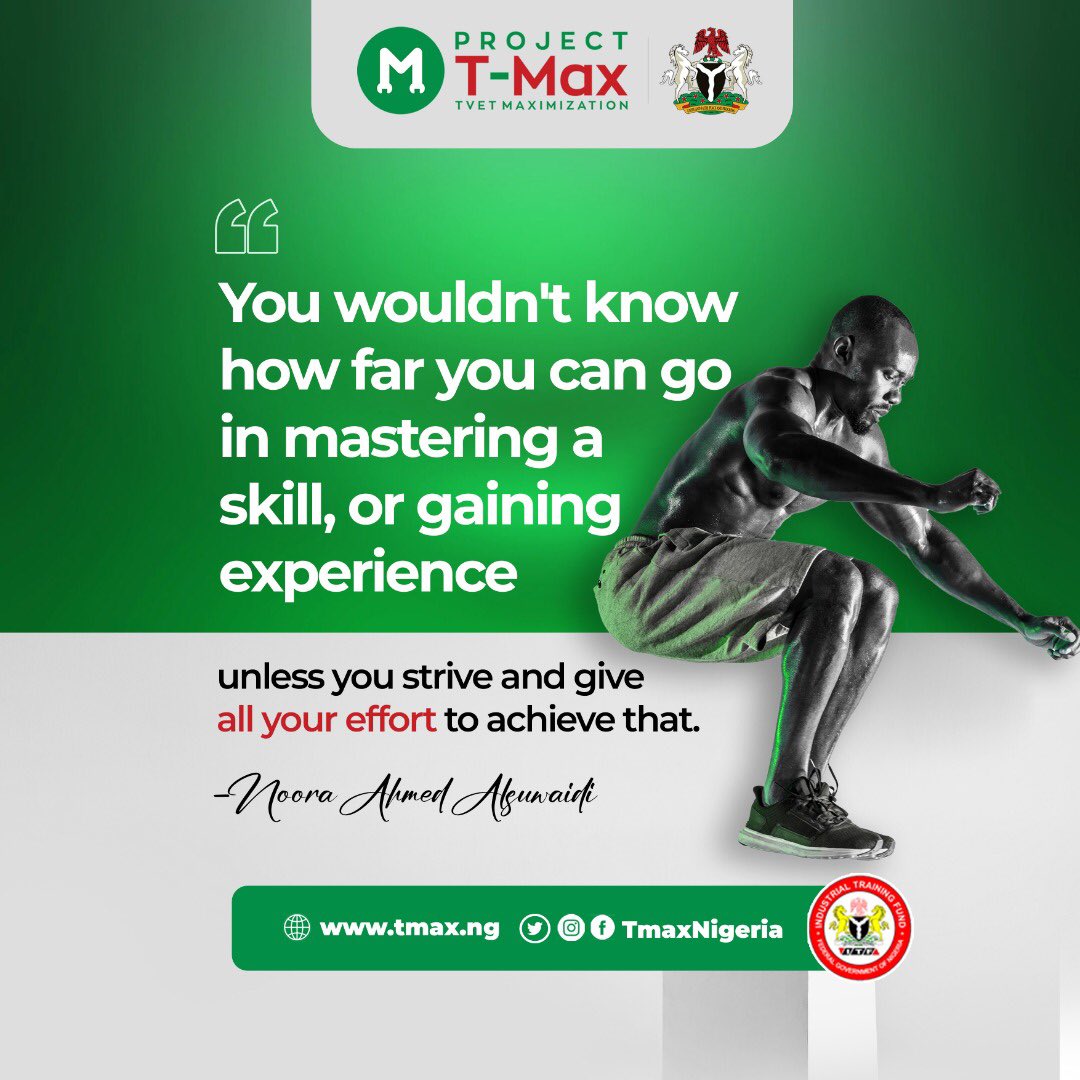 PROJECT
T-Max
TVET MAXIMIZATION
You wouldn't know
how far you can go
in mastering a
skill, or gaining
experience
unless you strive and give
all your effort to achieve that.
-Noora Ahmed Alsuwaidi
www.tmax.ng
TmaxNigeria
INDUSTRIAL TRAINING FUND
FEDERAL GOVERNMENT OF NIGERIA